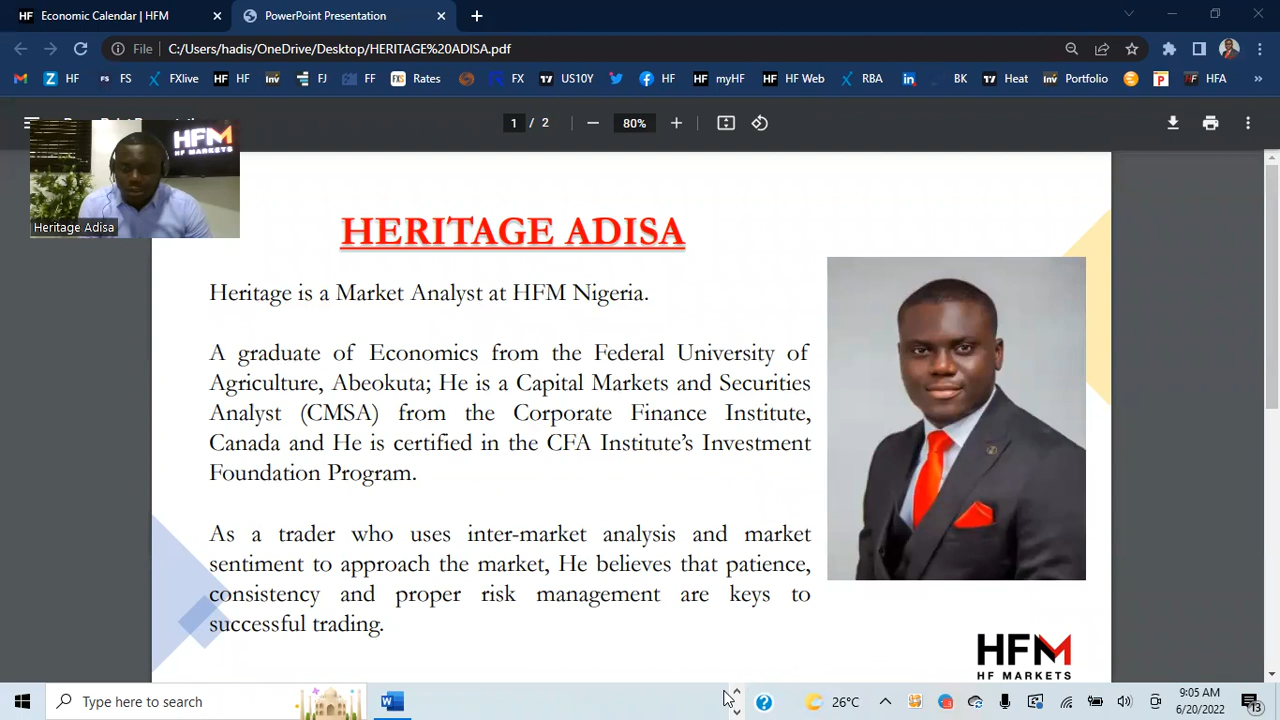 Economic Calendar | HFM
PowerPoint Presentation
File
C:/Users/hadis/OneDrive/Desktop/HERITAGE%20ADISA.pdf
HF
FS
FXlive
HF
FJ
FF
Rates
FX
US10Y
HF
myHF
HF Web
RBA
BK
Heat
Portfolio
HFA
1 / 2
80%
HFM
HF MARKETS
Heritage Adisa
HERITAGE ADISA
Heritage is a Market Analyst at HFM Nigeria.
A graduate of Economics from the Federal University of
Agriculture, Abeokuta; He is a Capital Markets and Securities
Analyst (CMSA) from the Corporate Finance Institute,
Canada and He is certified in the CFA Institute’s Investment
Foundation Program.
As a trader who uses inter-market analysis and market
sentiment to approach the market, He believes that patience,
consistency and proper risk management are keys to
successful trading.
HFM
HF MARKETS
Type here to search
26°C
9:05 AM
6/20/2022
13